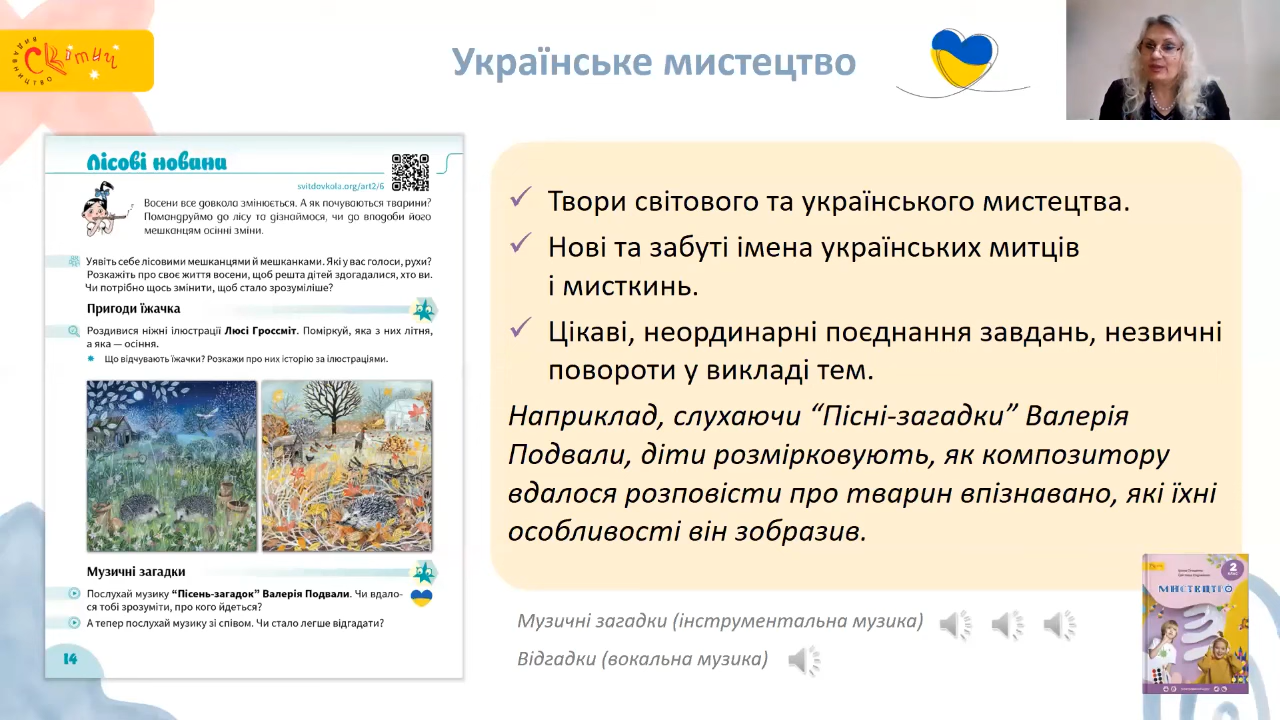 видавництво
Світич
Українське мистецтво
Лісові новини
svitdovkola.org/art2/6
Восени все довкола змінюється. А як почуваються тварини?
Помандруймо до лісу та дізнаймося, чи до вподоби його
мешканцям осінні зміни.
Уявіть себе лісовими мешканцями й мешканками. Які у вас голоси, рухи?
Розкажіть про своє життя восени, щоб решта дітей здогадалися, хто ви.
Чи потрібно щось змінити, щоб стало зрозуміліше?
Пригоди їжачка
Роздивися ніжні ілюстрації Люсі Гроссміт. Поміркуй, яка з них літня,
а яка — осіння.
Що відчувають їжачки? Розкажи про них історію за ілюстраціями.
Музичні загадки
Послухай музику “Пісень-загадок” Валерія Подвали. Чи вдало-
ся тобі зрозуміти, про кого йдеться?
А тепер послухай музику зі співом. Чи стало легше відгадати?
14
Твори світового та українського мистецтва.
Нові та забуті імена українських митців
і мисткинь.
Цікаві, неординарні поєднання завдань, незвичні
повороти у викладі тем.
Наприклад, слухаючи “Пісні-загадки” Валерія
Подвали, діти розмірковують, як композитору
вдалося розповісти про тварин впізнавано, які їхні
особливості він зобразив.
Музичні загадки (інструментальна музика)
Відгадки (вокальна музика)
2
клас
МИСТЕЦТВО